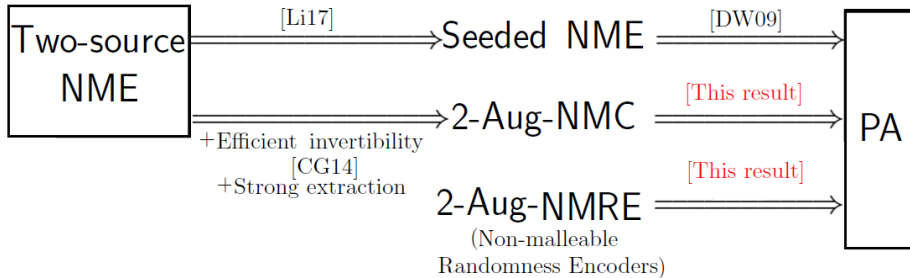 Two-source
NME
[Li17]
Seeded NME
[DW09]
PA
+Efficient invertibility
[CG14]
+Strong extraction
2-Aug-NMC
[This result]
2-Aug-NMRE
(Non-malleable
Randomness Encoders)
[This result]